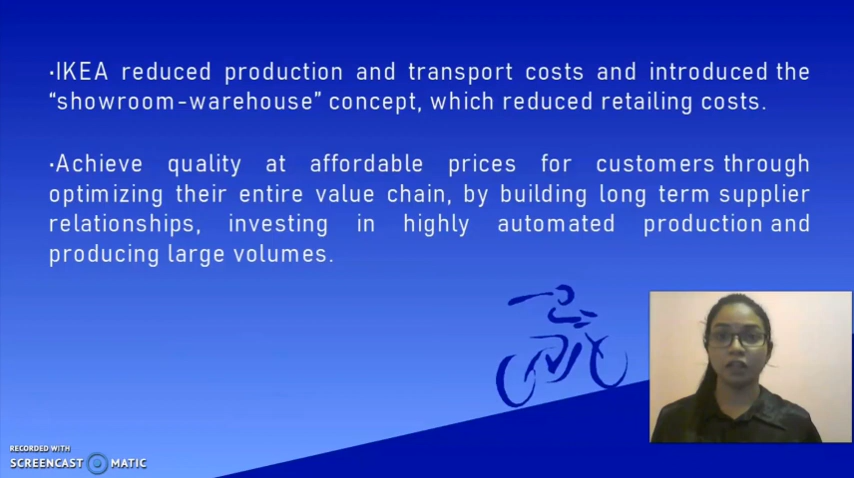 ·IKEA reduced production and transport costs and introduced the
“showroom-warehouse” concept, which reduced retailing costs.
·Achieve quality at affordable prices for customers through
optimizing their entire value chain, by building long term supplier
relationships, investing in highly automated production and
producing large volumes.
RECORDED WITH
SCREENCAST MATIC